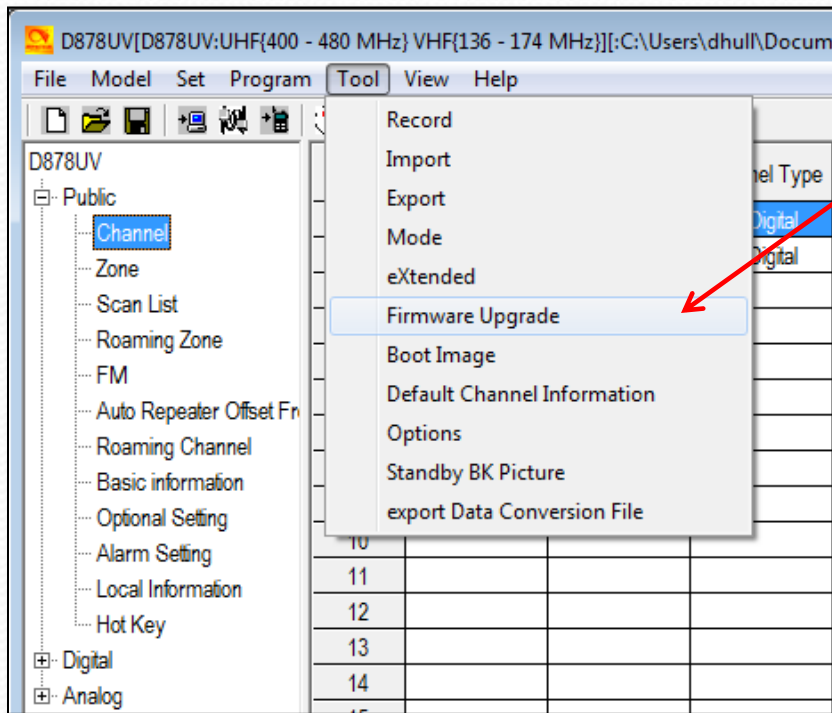 D878UV[D878UV:UHF{400 - 480 MHz} VHF{136 - 174 MHz}][:C:\Users\dhull\Docum
File Model Set Program Tool View Help
Record
Import
Export
Mode
eXtended
Firmware Upgrade
Boot Image
Default Channel Information
Options
Standby BK Picture
export Data Conversion File
D878UV
Public
Channel
Zone
Scan List
Roaming Zone
FM
Auto Repeater Offset Fr
Roaming Channel
Basic information
Optional Setting
Alarm Setting
Local Information
Hot Key
Digital
Analog
nel Type
Digital
Digital
10
11
12
13
14
15